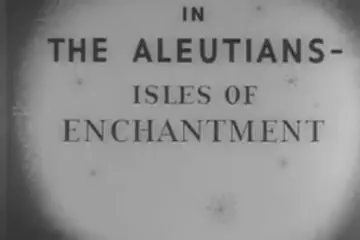 IN
THE ALEUTIANS-
ISLES OF
ENCHANTMENT